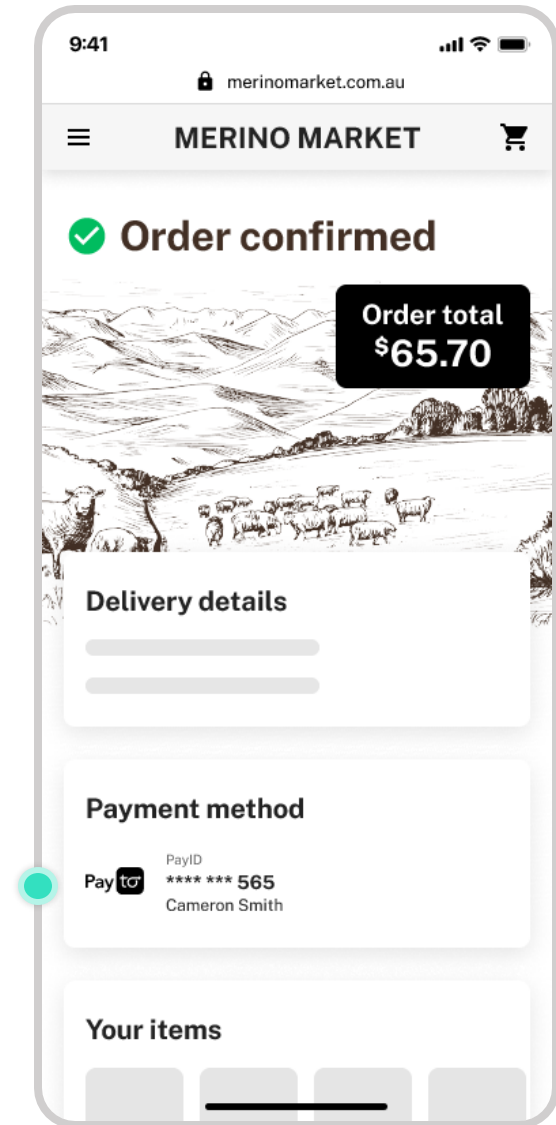 9:41
merinomarket.com.au
MERINO MARKET
Order confirmed
Order total
$65.70
Delivery details
Payment method
PayID
Pay to **** *** 565
Cameron Smith
Your items